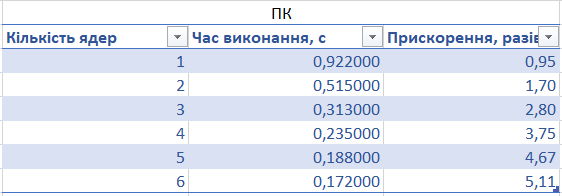 ПК
Кількість ядер Час виконання, с Прискорення, разів
1 0,922000 0,95
2 0,515000 1,70
3 0,313000 2,80
4 0,235000 3,75
5 0,188000 4,67
6 0,172000 5,11